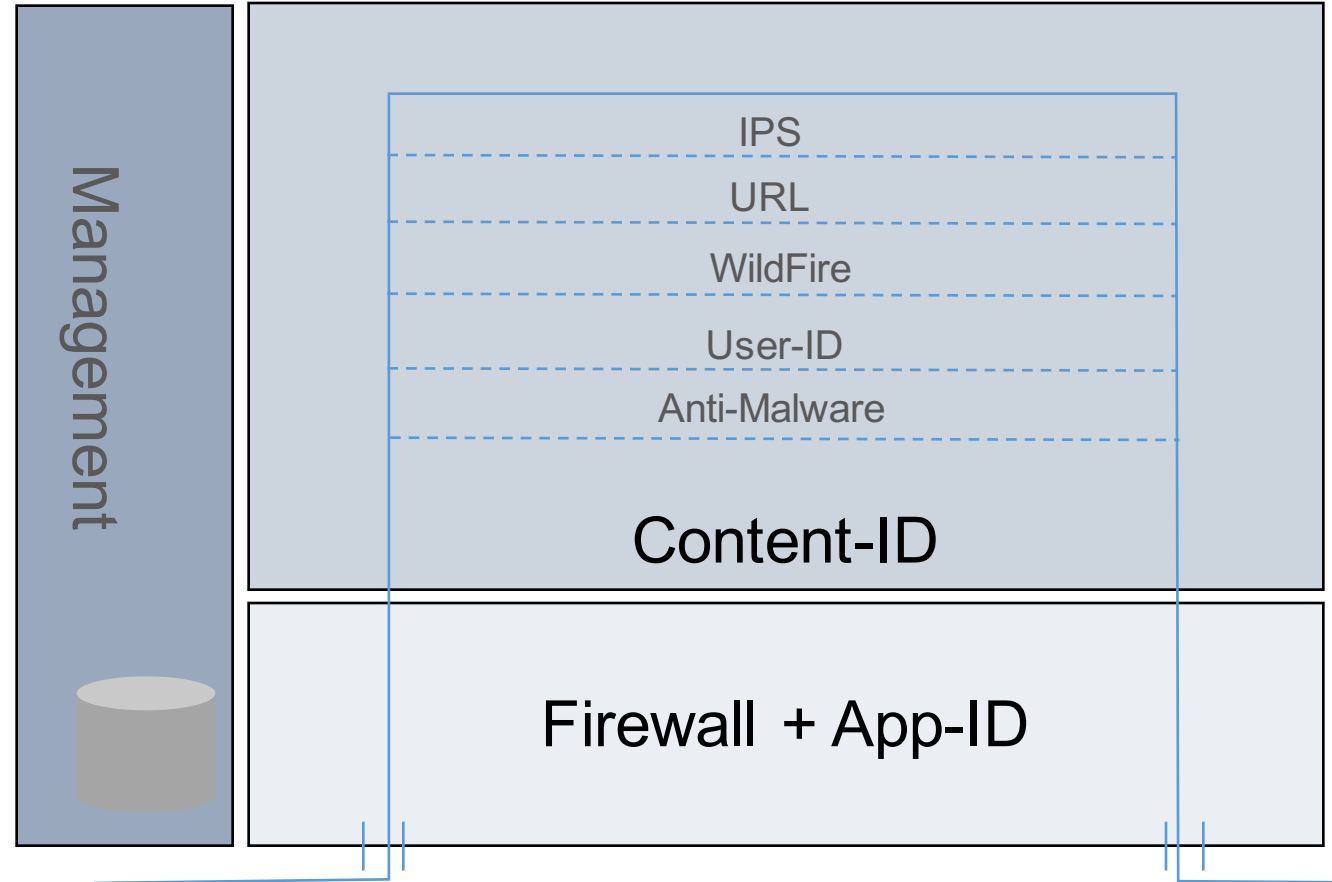 Management
IPS
URL
WildFire
User-ID
Anti-Malware
Content-ID
Firewall + App-ID